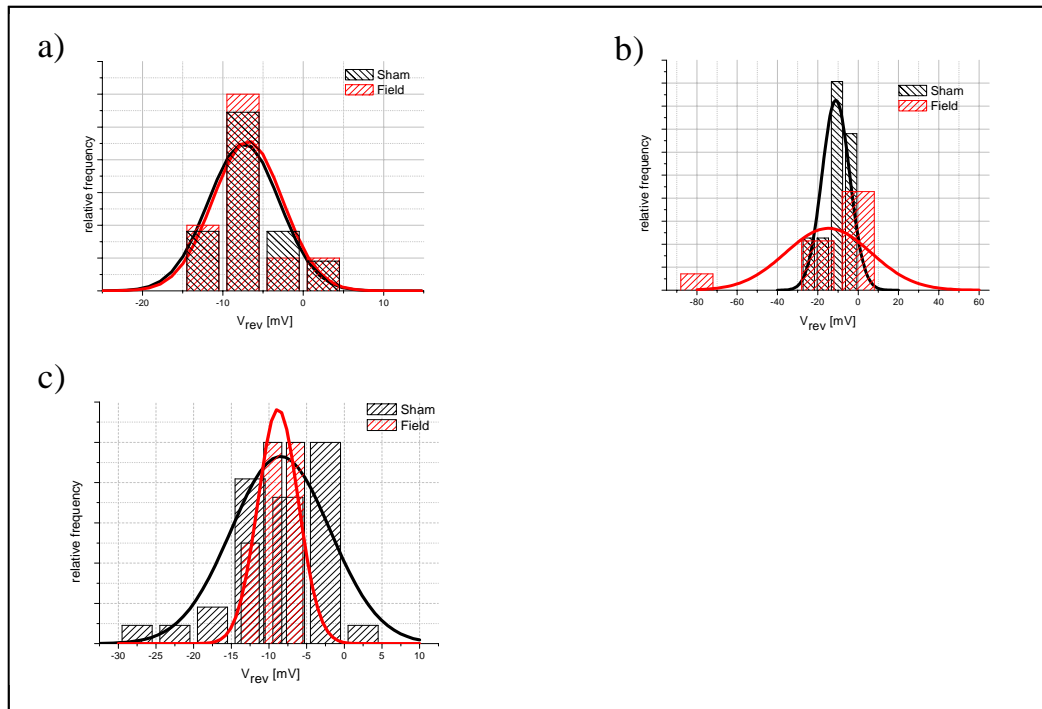 a)
Sham
Field
relative frequency
-20 -10 0 10
V_rev [mV]
b)
Sham
Field
relative frequency
-80 -60 -40 -20 0 20 40 60
V_rev [mV]
c)
Sham
Field
relative frequency
-30 -25 -20 -15 -10 -5 0 5 10
V_rev [mV]